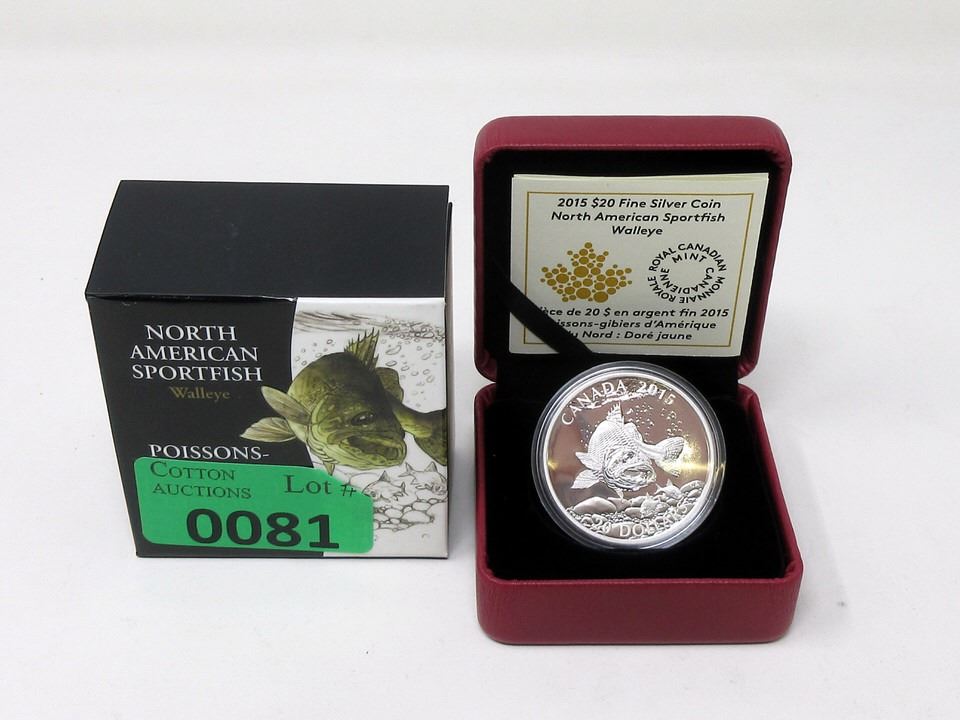 NORTH
AMERICAN
SPORTFISH
Walleye
POISSONS-
COTTON
AUCTIONS
Lot #
0081
2015 $20 Fine Silver Coin
North American Sportfish
Walleye
ROYAL CANADIAN MINT
MONNAIE ROYALE CANADIENNE
ièce de 20 $ en argent fin 2015
issons-gibiers d'Amérique
u Nord : Doré jaune
CANADA 2015
20 DOLLARS